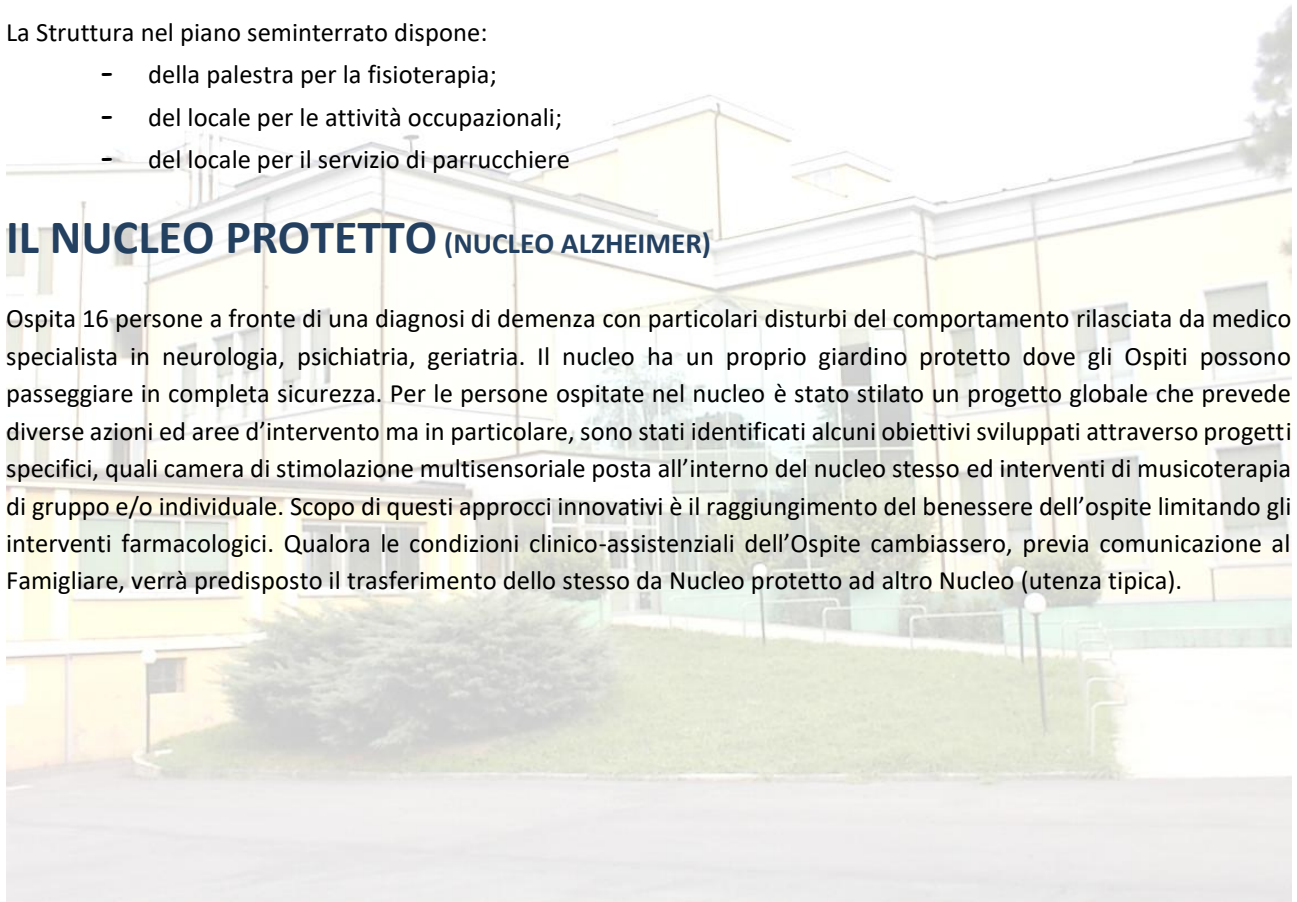 La Struttura nel piano seminterrato dispone:
- della palestra per la fisioterapia;
- del locale per le attività occupazionali;
- del locale per il servizio di parrucchiere
IL NUCLEO PROTETTO (NUCLEO ALZHEIMER)
Ospita 16 persone a fronte di una diagnosi di demenza con particolari disturbi del comportamento rilasciata da medico
specialista in neurologia, psichiatria, geriatria. Il nucleo ha un proprio giardino protetto dove gli Ospiti possono
passeggiare in completa sicurezza. Per le persone ospitate nel nucleo è stato stilato un progetto globale che prevede
diverse azioni ed aree d’intervento ma in particolare, sono stati identificati alcuni obiettivi sviluppati attraverso progetti
specifici, quali camera di stimolazione multisensoriale posta all’interno del nucleo stesso ed interventi di musicoterapia
di gruppo e/o individuale. Scopo di questi approcci innovativi è il raggiungimento del benessere dell’ospite limitando gli
interventi farmacologici. Qualora le condizioni clinico-assistenziali dell’Ospite cambiassero, previa comunicazione al
Famigliare, verrà predisposto il trasferimento dello stesso da Nucleo protetto ad altro Nucleo (utenza tipica).